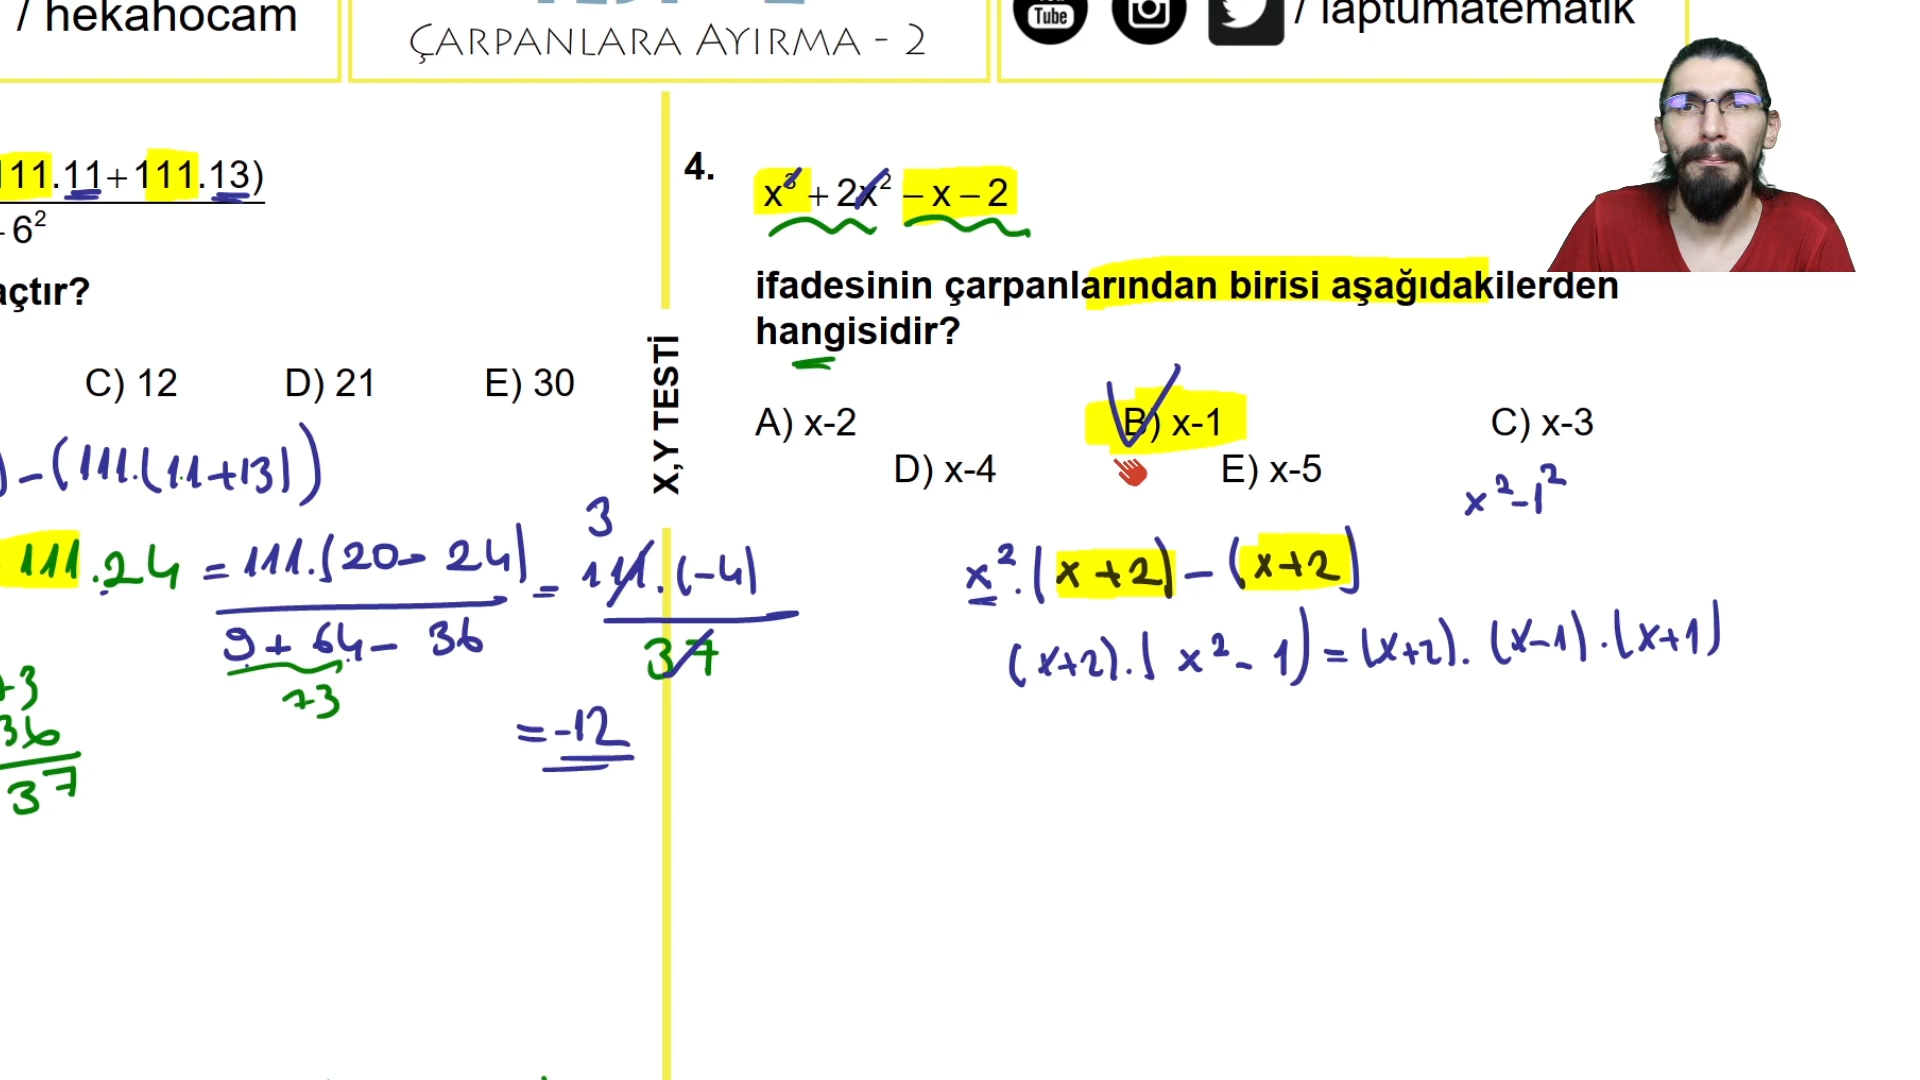 / hekahocam
ÇARPANLARA AYIRMA - 2
You Tube
/ laptumatematik
111.11+111.13)
- 6²
açtır?
C) 12 D) 21 E) 30
) - (111.(11+13))
111.24 = 111.(20-24) = 111.(-4)
3
9 + 64 - 36
73
37
= -12
+3
36
37
X,Y TESTİ
4.
x³ + 2x² – x – 2
ifadesinin çarpanlarından birisi aşağıdakilerden
hangisidir?
A) x-2 B) x-1 C) x-3
D) x-4 E) x-5
x² - 1²
x².(x+2) - (x+2)
(x+2).(x² - 1) = (x+2).(x-1).(x+1)